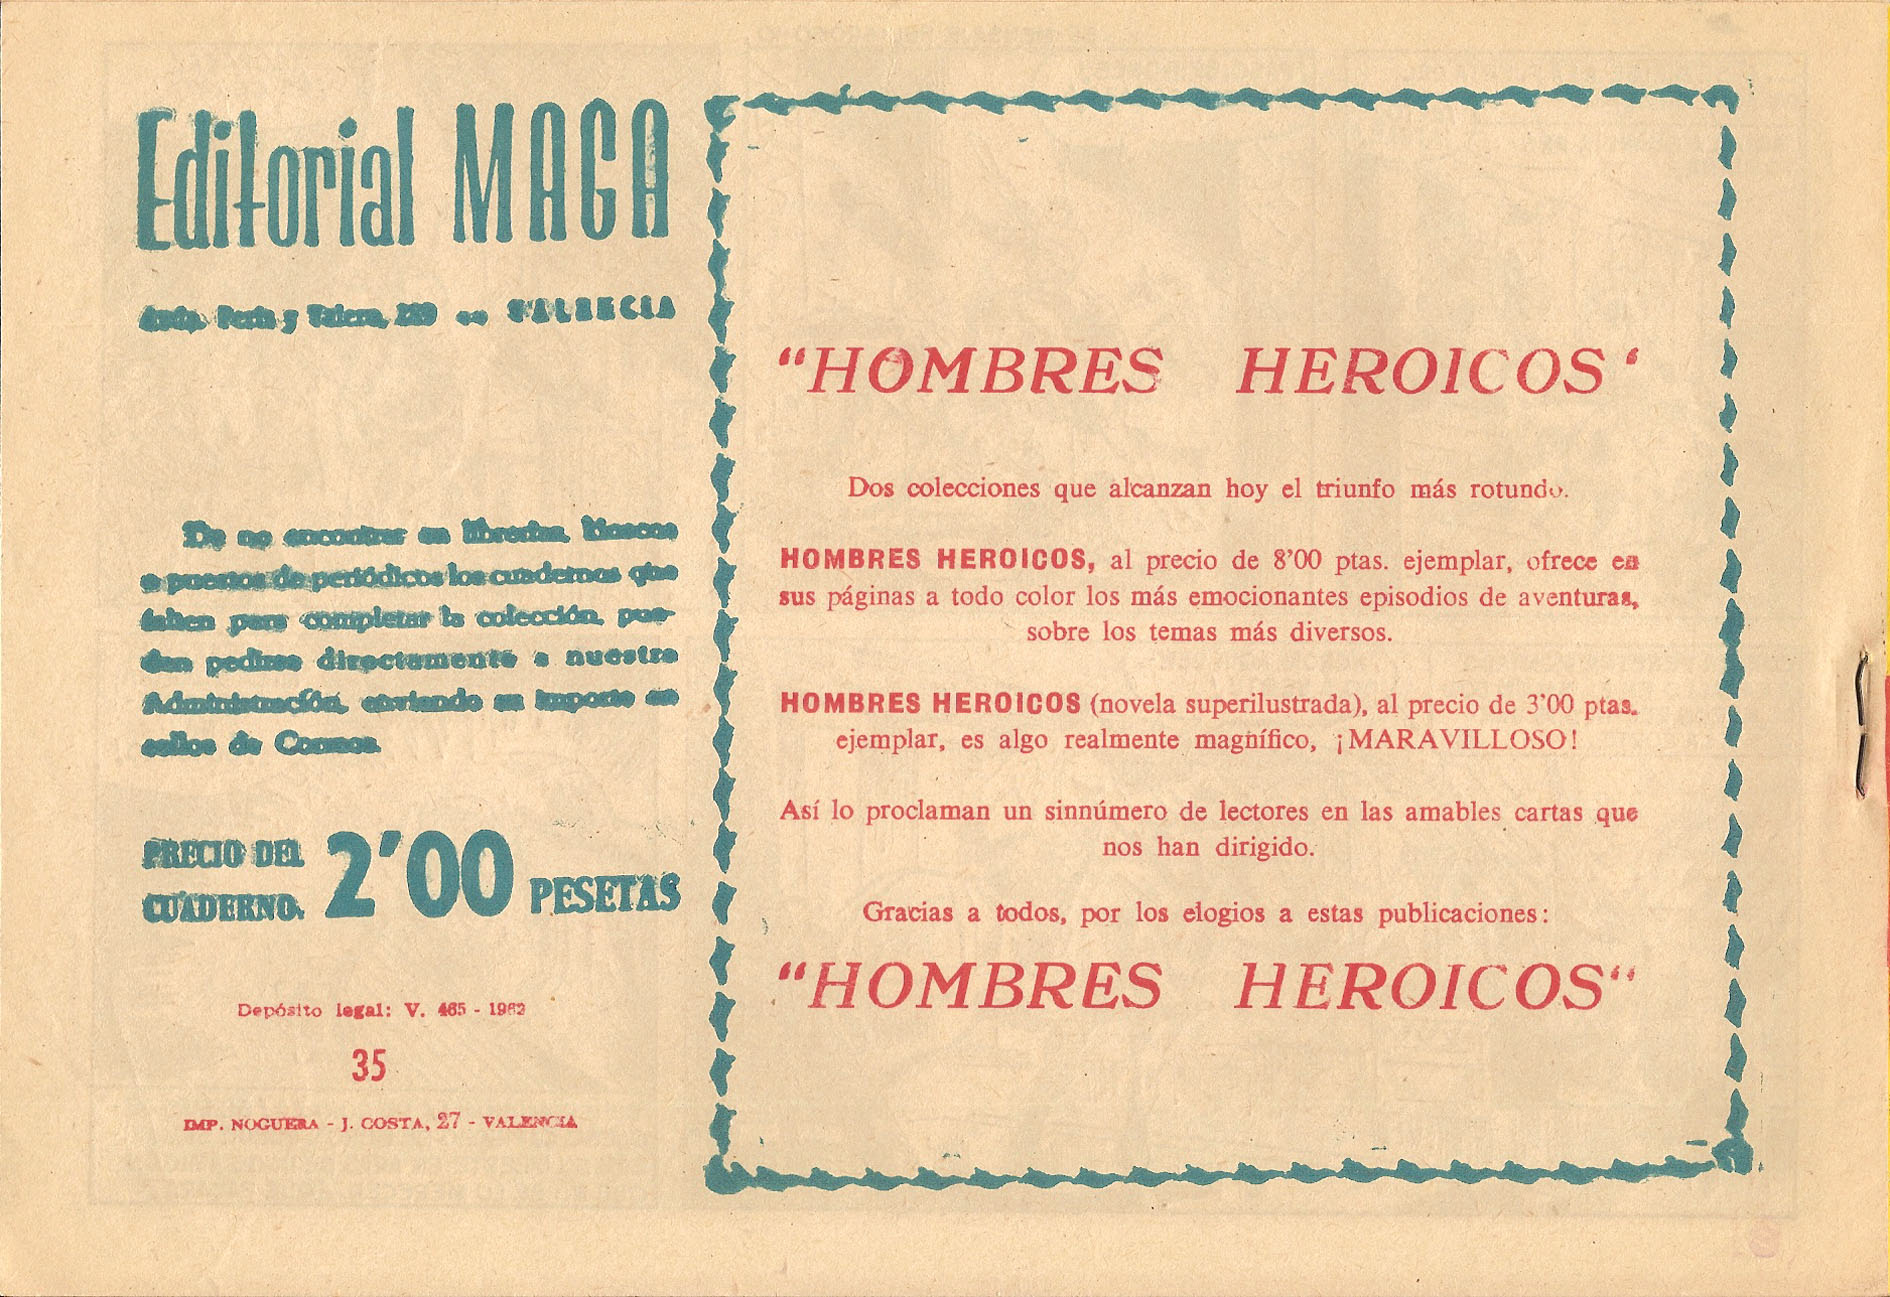 Editorial MAGA
Avda. Peris y Valero, -- VALENCIA
De no encontrar en librerías, kioscos
o puestos de periódicos los cuadernos que
falten para completar la colección, pue-
den pedirse directamente a nuestra
Administración, enviando su importe en
sellos de Correos.
PRECIO DEL
CUADERNO. 2'00 PESETAS
Depósito legal: V. 465 - 1962
35
IMP. NOGUERA - J. COSTA, 27 - VALENCIA
"HOMBRES HEROICOS'
Dos colecciones que alcanzan hoy el triunfo más rotundo.
HOMBRES HEROICOS, al precio de 8'00 ptas. ejemplar, ofrece en
sus páginas a todo color los más emocionantes episodios de aventuras,
sobre los temas más diversos.
HOMBRES HEROICOS (novela superilustrada), al precio de 3'00 ptas.
ejemplar, es algo realmente magnífico, ¡MARAVILLOSO!
Así lo proclaman un sinnúmero de lectores en las amables cartas que
nos han dirigido.
Gracias a todos, por los elogios a estas publicaciones:
"HOMBRES HEROICOS"